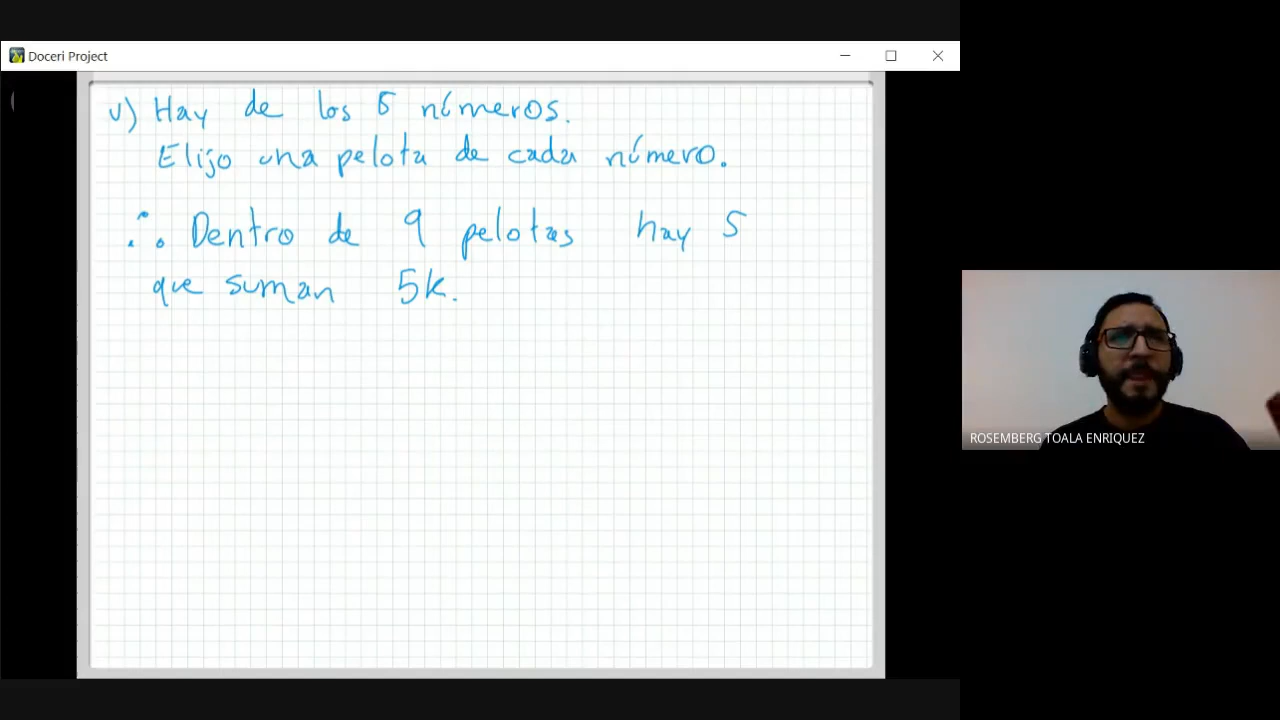 Doceri Project
v) Hay de los 5 números.
Elijo una pelota de cada número.
∴ Dentro de 9 pelotas hay 5
que suman 5k.
ROSEMBERG TOALA ENRIQUEZ